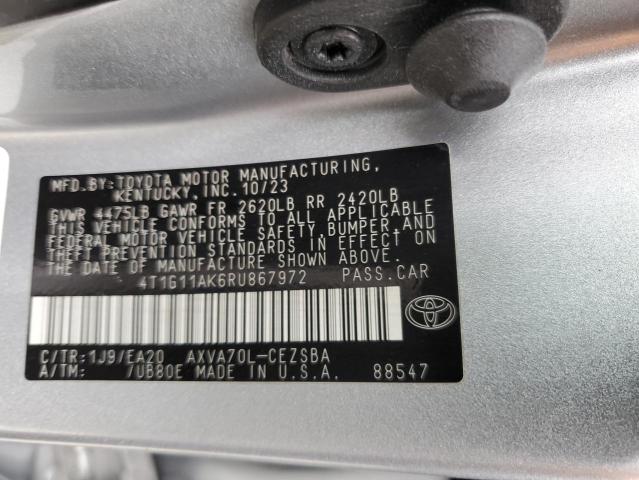 MFD.BY:TOYOTA MOTOR MANUFACTURING,
KENTUCKY, INC.10/23
GVWR 4475LB GAWR FR 2620LB RR 2420LB
THIS VEHICLE CONFORMS TO ALL APPLICABLE
FEDERAL MOTOR VEHICLE SAFETY,BUMPER,AND
THEFT PREVENTION STANDARDS IN EFFECT ON
THE DATE OF MANUFACTURE SHOWN ABOVE.
4T1G11AK6RU867972 PASS.CAR
C/TR:1J9/EA20 AXVA70L-CEZSBA
A/TM: /UB80E MADE IN U.S.A. 88547